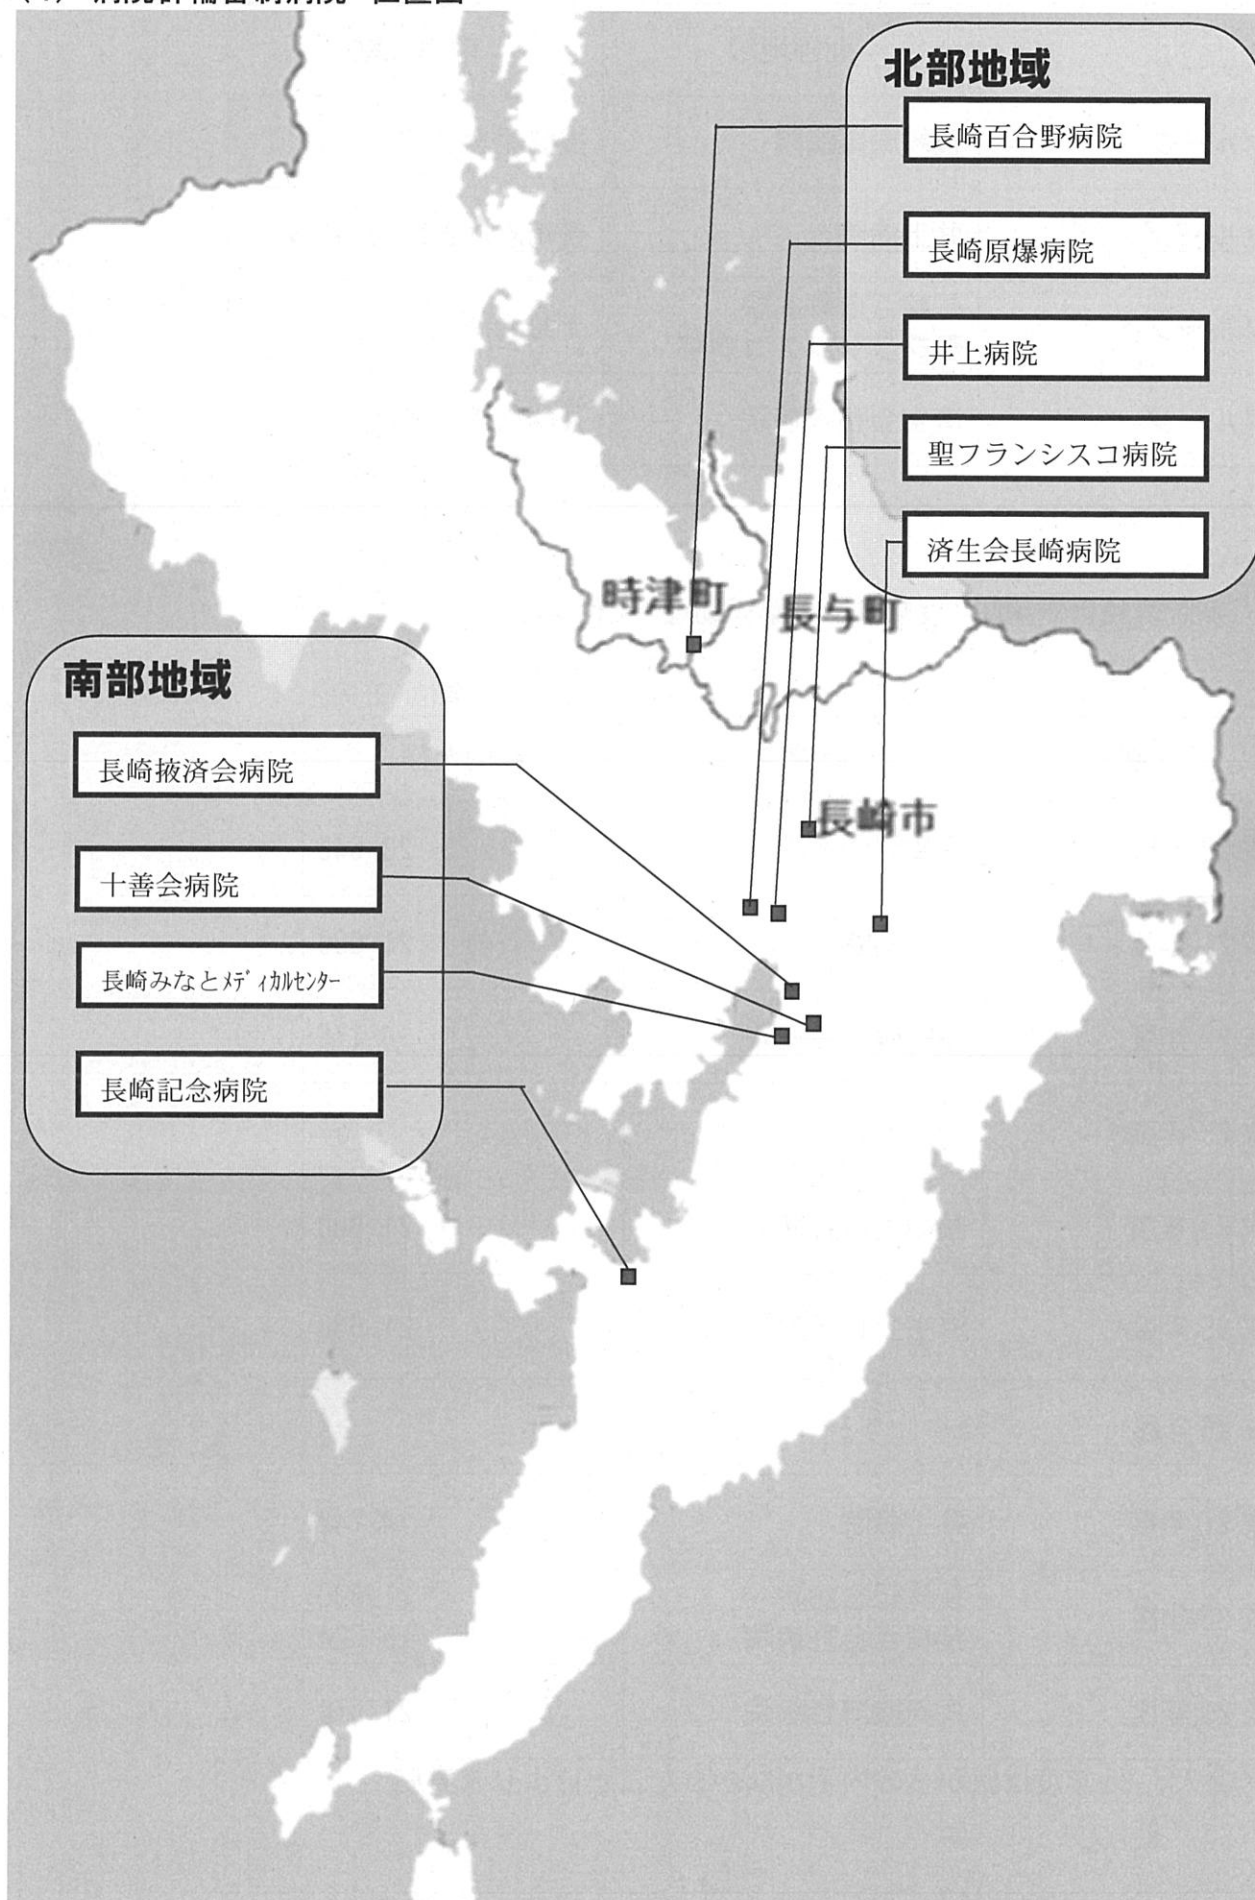 北部地域
長崎百合野病院
長崎原爆病院
井上病院
聖フランシスコ病院
済生会長崎病院
時津町
長与町
南部地域
長崎掖済会病院
長崎市
十善会病院
長崎みなとﾒﾃﾞｨｶﾙｾﾝﾀｰ
長崎記念病院